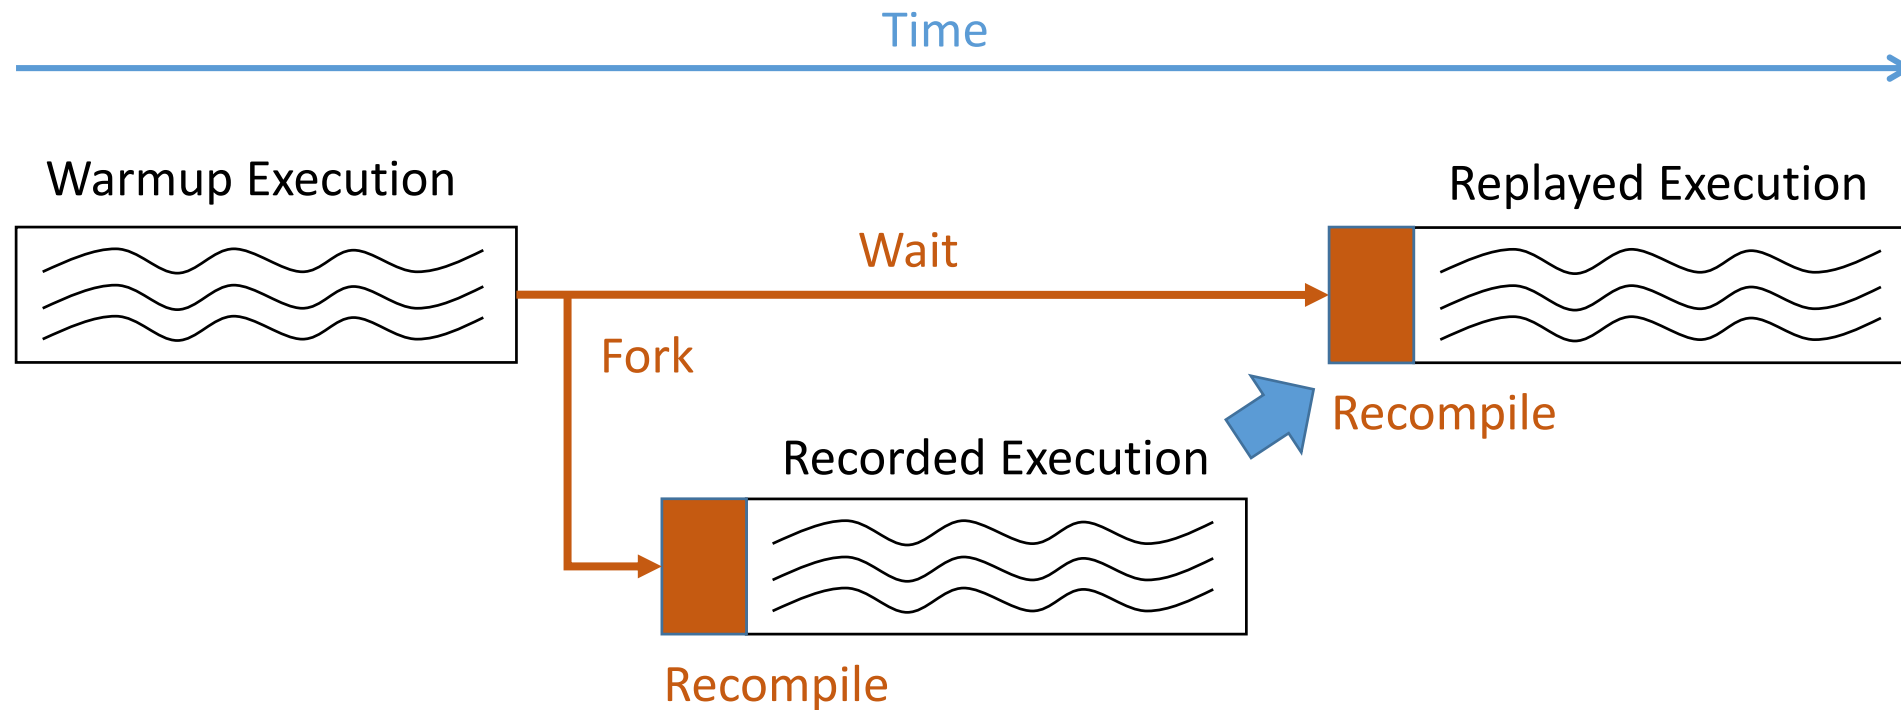 Time
Warmup Execution
Replayed Execution
Wait
Fork
Recompile
Recorded Execution
Recompile